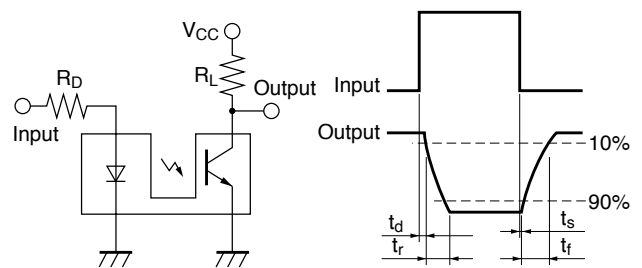 VCC
RD
RL
Output
Input
Input
Output
10%
90%
td
tr
ts
tf